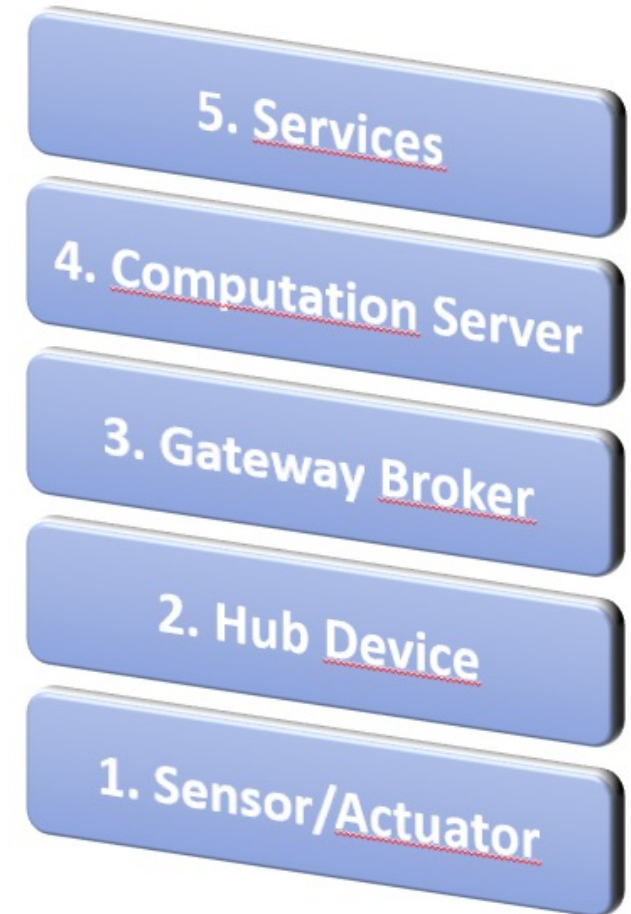 5. Services
4. Computation Server
3. Gateway Broker
2. Hub Device
1. Sensor/Actuator